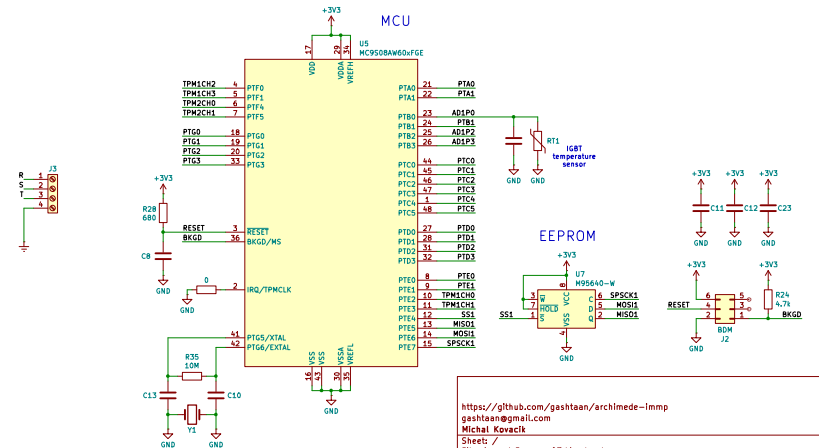 MCU
+3V3
U5
MC9S08AW60xFGE
17 29 34
VDD VDDA VREFH
TPM1CH2 4 PTF0
TPM1CH3 5 PTF1
TPM2CH0 6 PTF4
TPM2CH1 7 PTF5
PTG0 18 PTG0
PTG1 19 PTG1
PTG2 20 PTG2
PTG3 33 PTG3
RESET 3 RESET
BKGD 36 BKGD/MS
2 IRQ/TPMCLK
41 PTG5/XTAL
42 PTG6/EXTAL
PTA0 21 PTA0
PTA1 22 PTA1
PTB0 23 AD1P0
PTB1 24 PTB1
PTB2 25 AD1P2
PTB3 26 AD1P3
PTC0 44 PTC0
PTC1 45 PTC1
PTC2 46 PTC2
PTC3 47 PTC3
PTC4 1 PTC4
PTC5 48 PTC5
PTD0 27 PTD0
PTD1 28 PTD1
PTD2 31 PTD2
PTD3 32 PTD3
PTE0 8 PTE0
PTE1 9 PTE1
PTE2 10 TPM1CH0
PTE3 11 TPM1CH1
PTE4 12 SS1
PTE5 13 MISO1
PTE6 14 MOSI1
PTE7 15 SPSCK1
VSS VSS VSSA VREFL
16 43 30 35
GND
J3
R 1
S 2
T 3
4
+3V3
R28
680
C8
GND
0
GND
R35
10M
C13
C10
Y1
GND
GND
RT1
IGBT
temperature
sensor
GND
GND
EEPROM
+3V3
U7
M95640-W
8
VCC
3 W
7 HOLD
SS1 1 S
C 6 SPSCK1
D 5 MOSI1
Q 2 MISO1
VSS
4
GND
+3V3
+3V3
+3V3
C11
C12
C23
GND
GND
GND
+3V3
+3V3
6 5
RESET 4 3
2 1
BDM
J2
R24
4.7k
BKGD
GND
https://github.com/gashtaan/archimede-immp
gashtaan@gmail.com
Michal Kovacik
Sheet: /